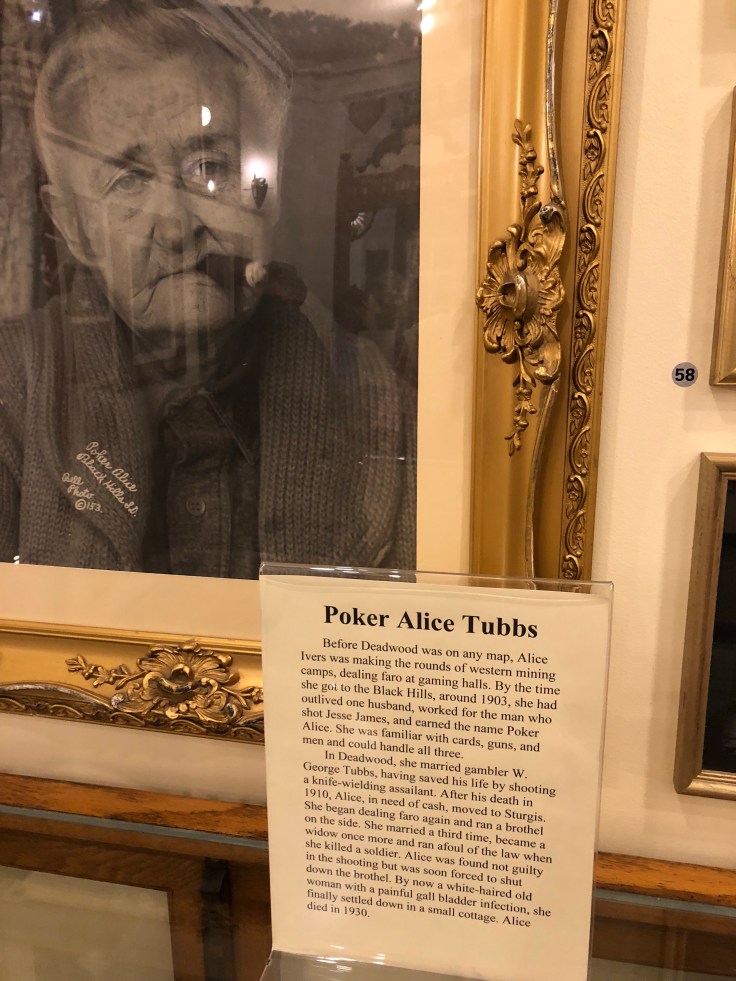 Poker Alice
Black Hills, S.D.
Bell
Photo
©153.
58
Poker Alice Tubbs
Before Deadwood was on any map, Alice
Ivers was making the rounds of western mining
camps, dealing faro at gaming halls. By the time
she got to the Black Hills, around 1903, she had
outlived one husband, worked for the man who
shot Jesse James, and earned the name Poker
Alice. She was familiar with cards, guns, and
men and could handle all three.
In Deadwood, she married gambler W.
George Tubbs, having saved his life by shooting
a knife-wielding assailant. After his death in
1910, Alice, in need of cash, moved to Sturgis.
She began dealing faro again and ran a brothel
on the side. She married a third time, became a
widow once more and ran afoul of the law when
she killed a soldier. Alice was found not guilty
in the shooting but was soon forced to shut
down the brothel. By now a white-haired old
woman with a painful gall bladder infection, she
finally settled down in a small cottage. Alice
died in 1930.